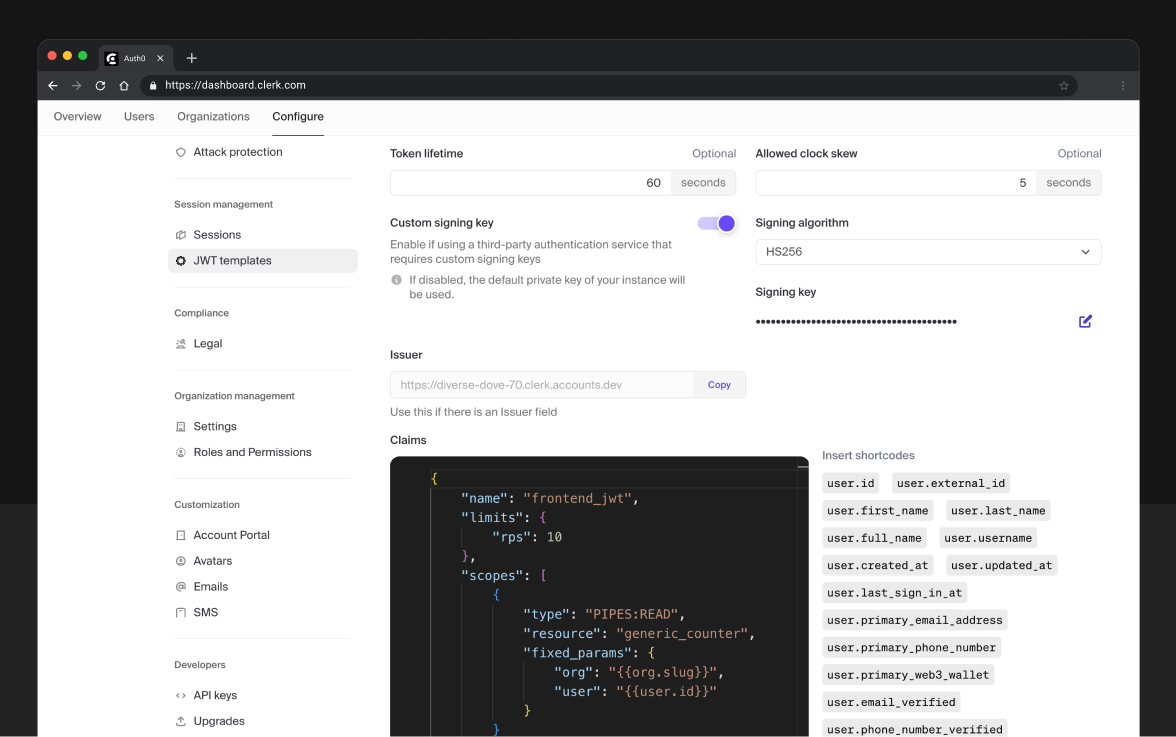 Auth0
https://dashboard.clerk.com
Overview Users Organizations Configure
Attack protection
Session management
Sessions
JWT templates
Compliance
Legal
Organization management
Settings
Roles and Permissions
Customization
Account Portal
Avatars
Emails
SMS
Developers
API keys
Upgrades
Token lifetime Optional
60 seconds
Allowed clock skew Optional
5 seconds
Custom signing key
Enable if using a third-party authentication service that
requires custom signing keys
If disabled, the default private key of your instance will
be used.
Signing algorithm
HS256
Signing key
••••••••••••••••••••••••••••••••••••••••
Issuer
https://diverse-dove-70.clerk.accounts.dev Copy
Use this if there is an Issuer field
Claims
{
"name": "frontend_jwt",
"limits": {
"rps": 10
},
"scopes": [
{
"type": "PIPES:READ",
"resource": "generic_counter",
"fixed_params": {
"org": "{{org.slug}}",
"user": "{{user.id}}"
}
}
Insert shortcodes
user.id user.external_id
user.first_name user.last_name
user.full_name user.username
user.created_at user.updated_at
user.last_sign_in_at
user.primary_email_address
user.primary_phone_number
user.primary_web3_wallet
user.email_verified
user.phone_number_verified